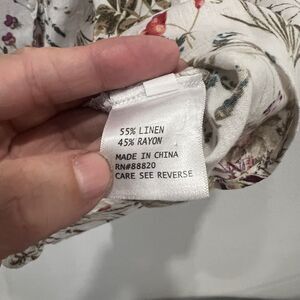 55% LINEN
45% RAYON
MADE IN CHINA
RN#88820
CARE SEE REVERSE